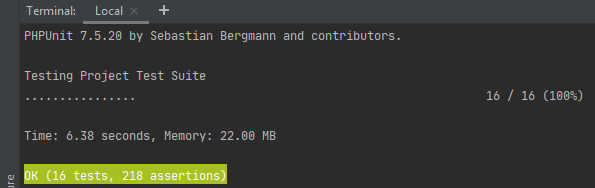 Terminal: Local × +
PHPUnit 7.5.20 by Sebastian Bergmann and contributors.
Testing Project Test Suite
................ 16 / 16 (100%)
Time: 6.38 seconds, Memory: 22.00 MB
OK (16 tests, 218 assertions)